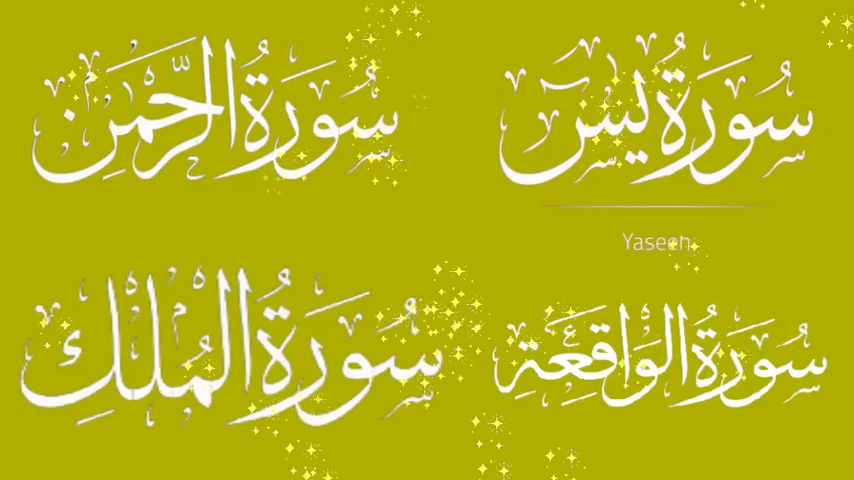 سُورَةُ الرَّحْمَٰن
سُورَةُ يسٓ
Yaseen
سُورَةُ المُلْكِ
سُورَةُ الوَاقِعَةِ